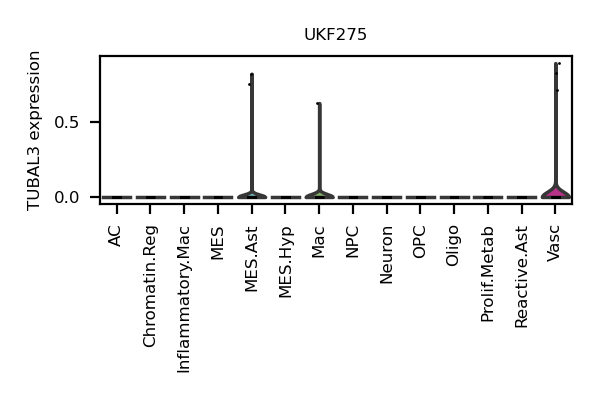 UKF275
TUBAL3 expression
0.5
0.0
AC
Chromatin.Reg
Inflammatory.Mac
MES
MES.Ast
MES.Hyp
Mac
NPC
Neuron
OPC
Oligo
Prolif.Metab
Reactive.Ast
Vasc